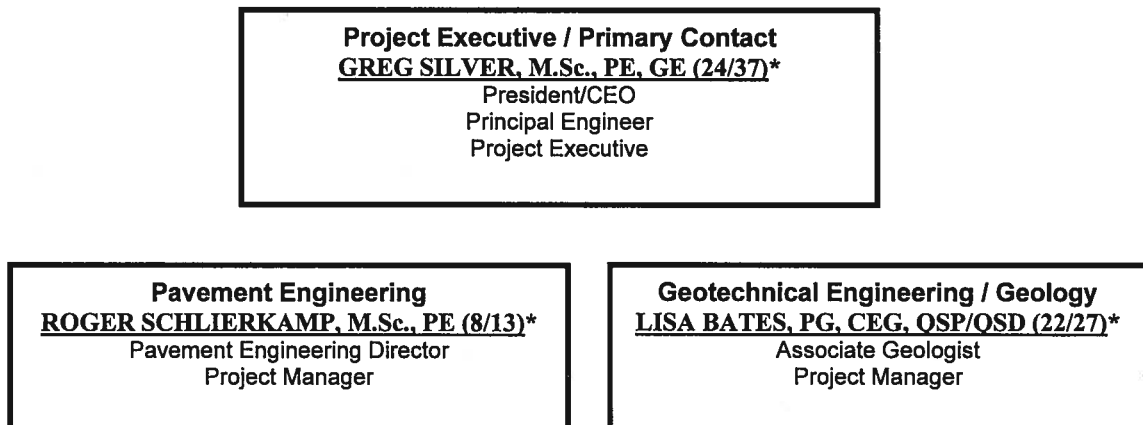 Project Executive / Primary Contact
GREG SILVER, M.Sc., PE, GE (24/37)*
President/CEO
Principal Engineer
Project Executive
Pavement Engineering
ROGER SCHLIERKAMP, M.Sc., PE (8/13)*
Pavement Engineering Director
Project Manager
Geotechnical Engineering / Geology
LISA BATES, PG, CEG, QSP/QSD (22/27)*
Associate Geologist
Project Manager